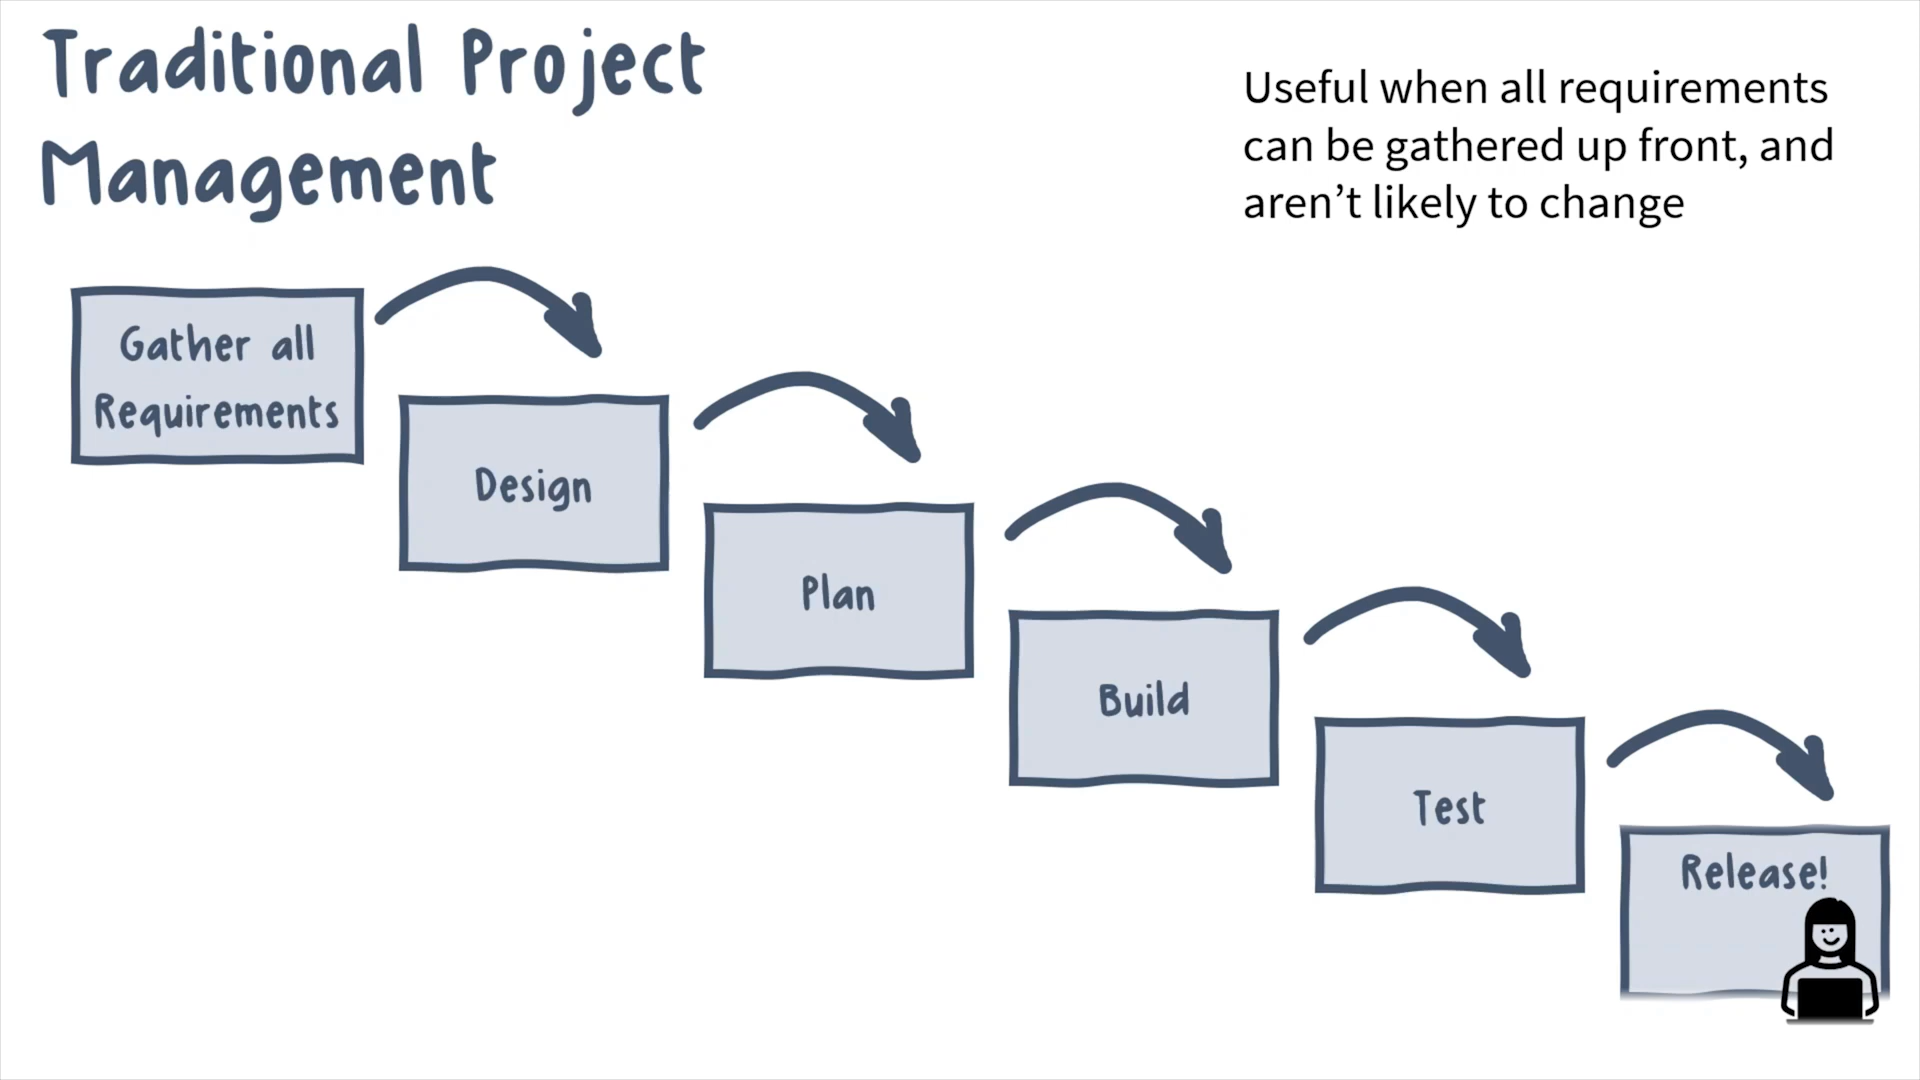 Traditional Project
Management
Useful when all requirements
can be gathered up front, and
aren’t likely to change
Gather all
Requirements
Design
Plan
Build
Test
Release!